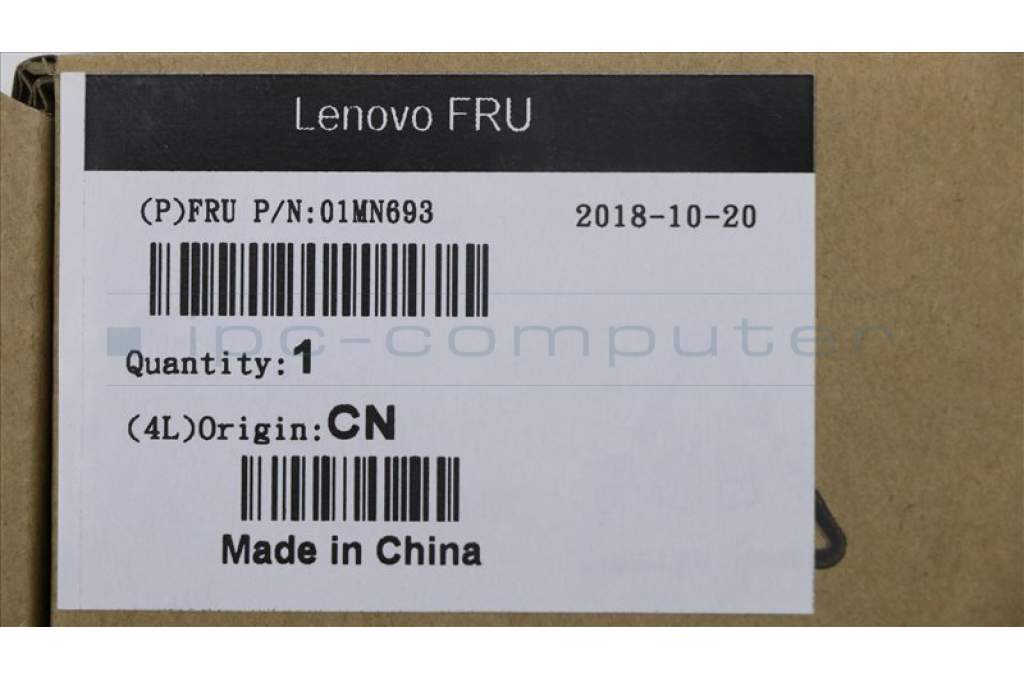 Lenovo FRU
(P)FRU P/N:01MN693
2018-10-20
ipc-computer
Quantity:1
(4L)Origin:CN
Made in China